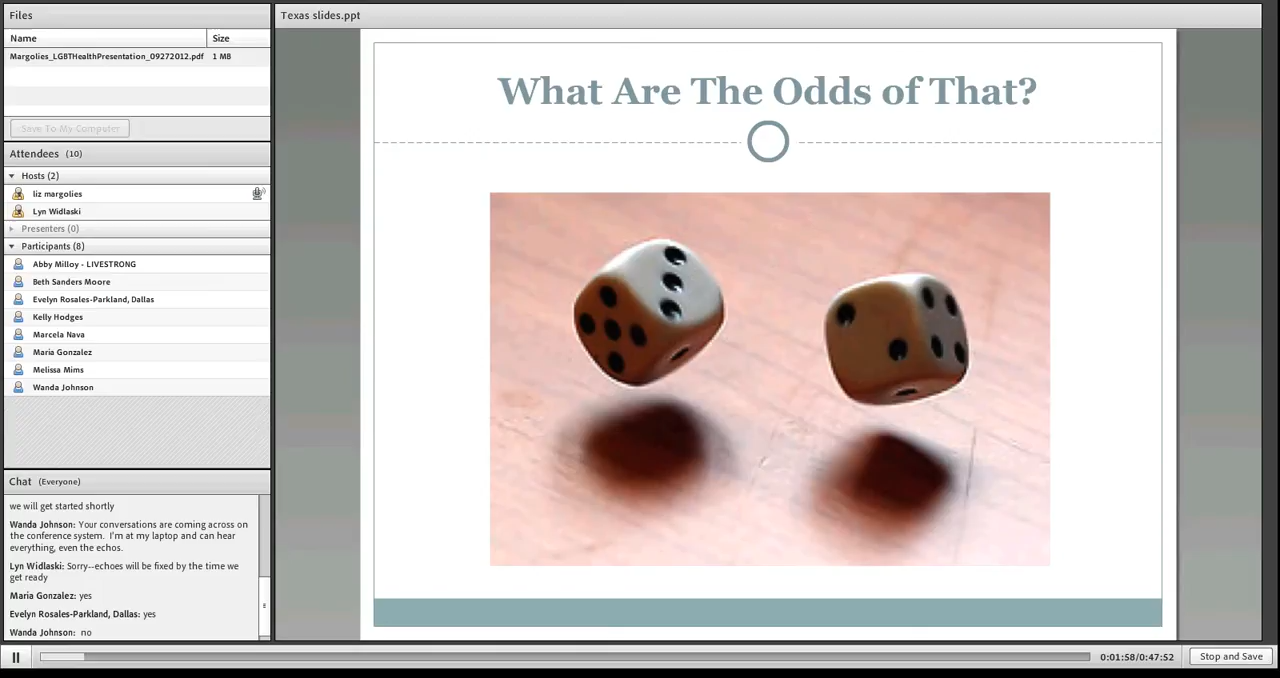 Files
Name Size
Margolies_LGBTHealthPresentation_09272012.pdf 1 MB
Save To My Computer
Attendees (10)
Hosts (2)
liz margolies
Lyn Widlaski
Presenters (0)
Participants (8)
Abby Milloy - LIVESTRONG
Beth Sanders Moore
Evelyn Rosales-Parkland, Dallas
Kelly Hodges
Marcela Nava
Maria Gonzalez
Melissa Mims
Wanda Johnson
Chat (Everyone)
we will get started shortly
Wanda Johnson: Your conversations are coming across on
the conference system. I'm at my laptop and can hear
everything, even the echos.
Lyn Widlaski: Sorry--echoes will be fixed by the time we
get ready
Maria Gonzalez: yes
Evelyn Rosales-Parkland, Dallas: yes
Wanda Johnson: no
Texas slides.ppt
What Are The Odds of That?
0:01:58/0:47:52
Stop and Save